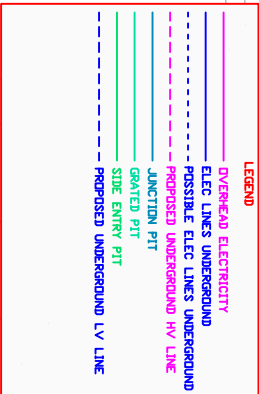 LEGEND
OVERHEAD ELECTRICITY
ELEC LINES UNDERGROUND
POSSIBLE ELEC LINES UNDERGROUND
PROPOSED UNDERGROUND HV LINE
JUNCTION PIT
GRATED PIT
SIDE ENTRY PIT
PROPOSED UNDERGROUND LV LINE